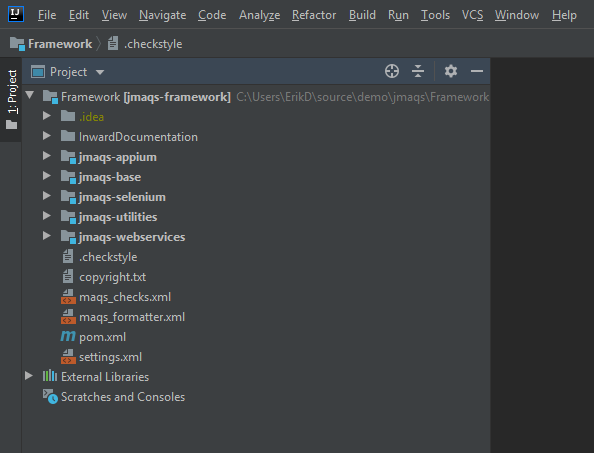 IJ File Edit View Navigate Code Analyze Refactor Build Run Tools VCS Window Help
Framework .checkstyle
1: Project
Project
Framework [jmaqs-framework] C:\Users\ErikD\source\demo\jmaqs\Framework
.idea
InwardDocumentation
jmaqs-appium
jmaqs-base
jmaqs-selenium
jmaqs-utilities
jmaqs-webservices
.checkstyle
copyright.txt
maqs_checks.xml
maqs_formatter.xml
m pom.xml
settings.xml
External Libraries
Scratches and Consoles